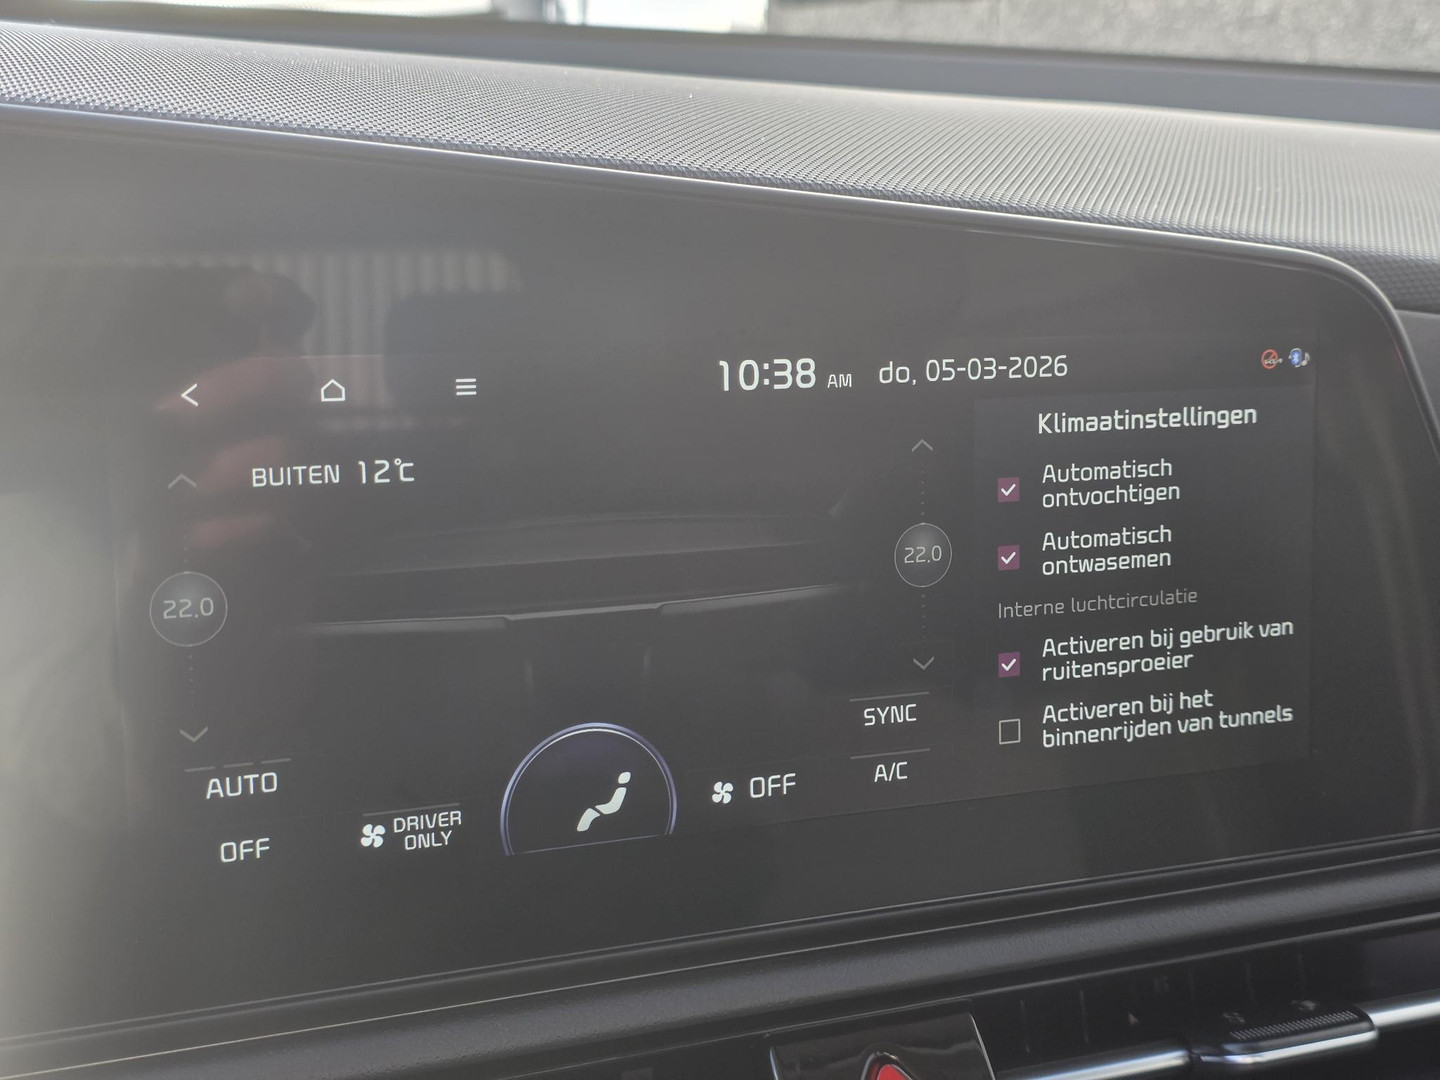 10:38 AM do, 05-03-2026
BUITEN 12°C
22.0
AUTO
OFF
DRIVER
ONLY
OFF
22.0
SYNC
A/C
Klimaatinstellingen
Automatisch
ontvochtigen
Automatisch
ontwasemen
Interne luchtcirculatie
Activeren bij gebruik van
ruitensproeier
Activeren bij het
binnenrijden van tunnels